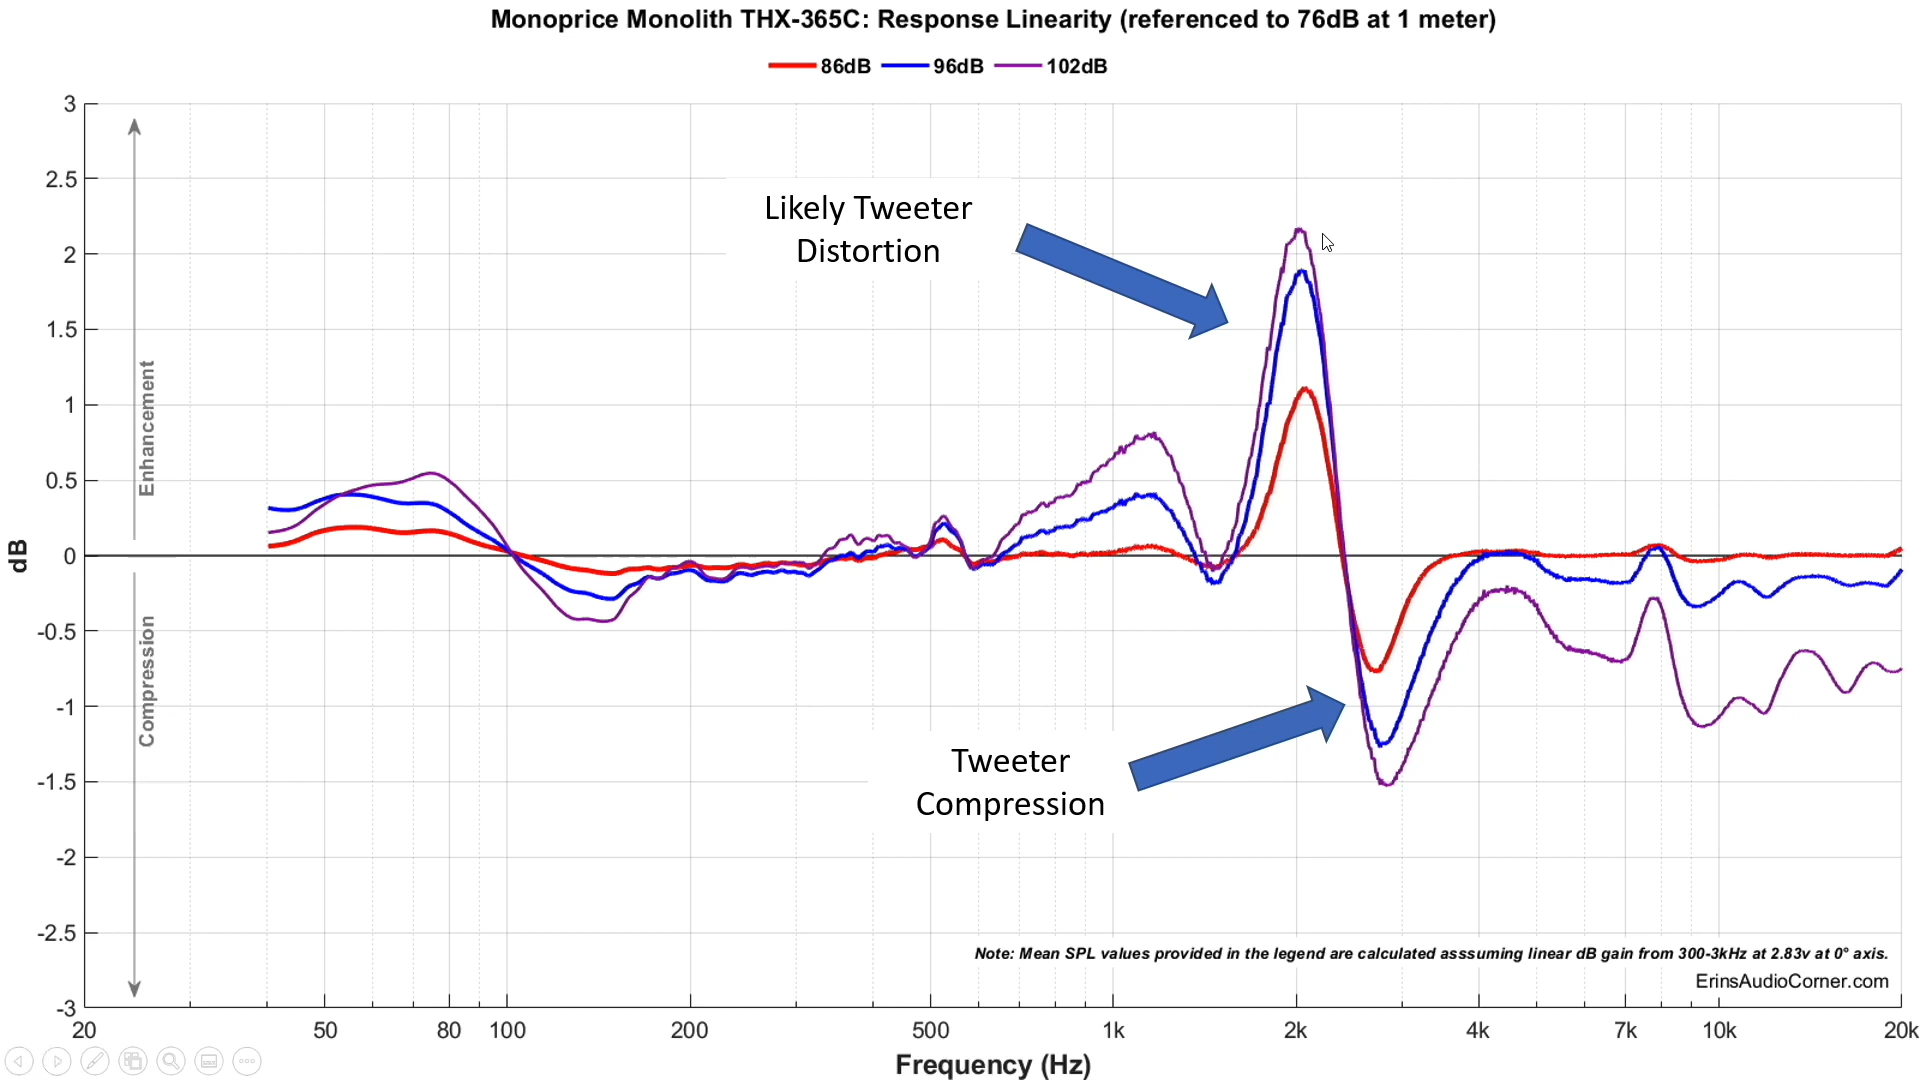 Monoprice Monolith THX-365C: Response Linearity (referenced to 76dB at 1 meter)
86dB 96dB 102dB
3
2.5
2
1.5
1
0.5
0
-0.5
-1
-1.5
-2
-2.5
-3
dB
Enhancement
Compression
Likely Tweeter
Distortion
Tweeter
Compression
Note: Mean SPL values provided in the legend are calculated asssuming linear dB gain from 300-3kHz at 2.83v at 0° axis.
ErinsAudioCorner.com
20 50 80 100 200 500 1k 2k 4k 7k 10k 20k
Frequency (Hz)